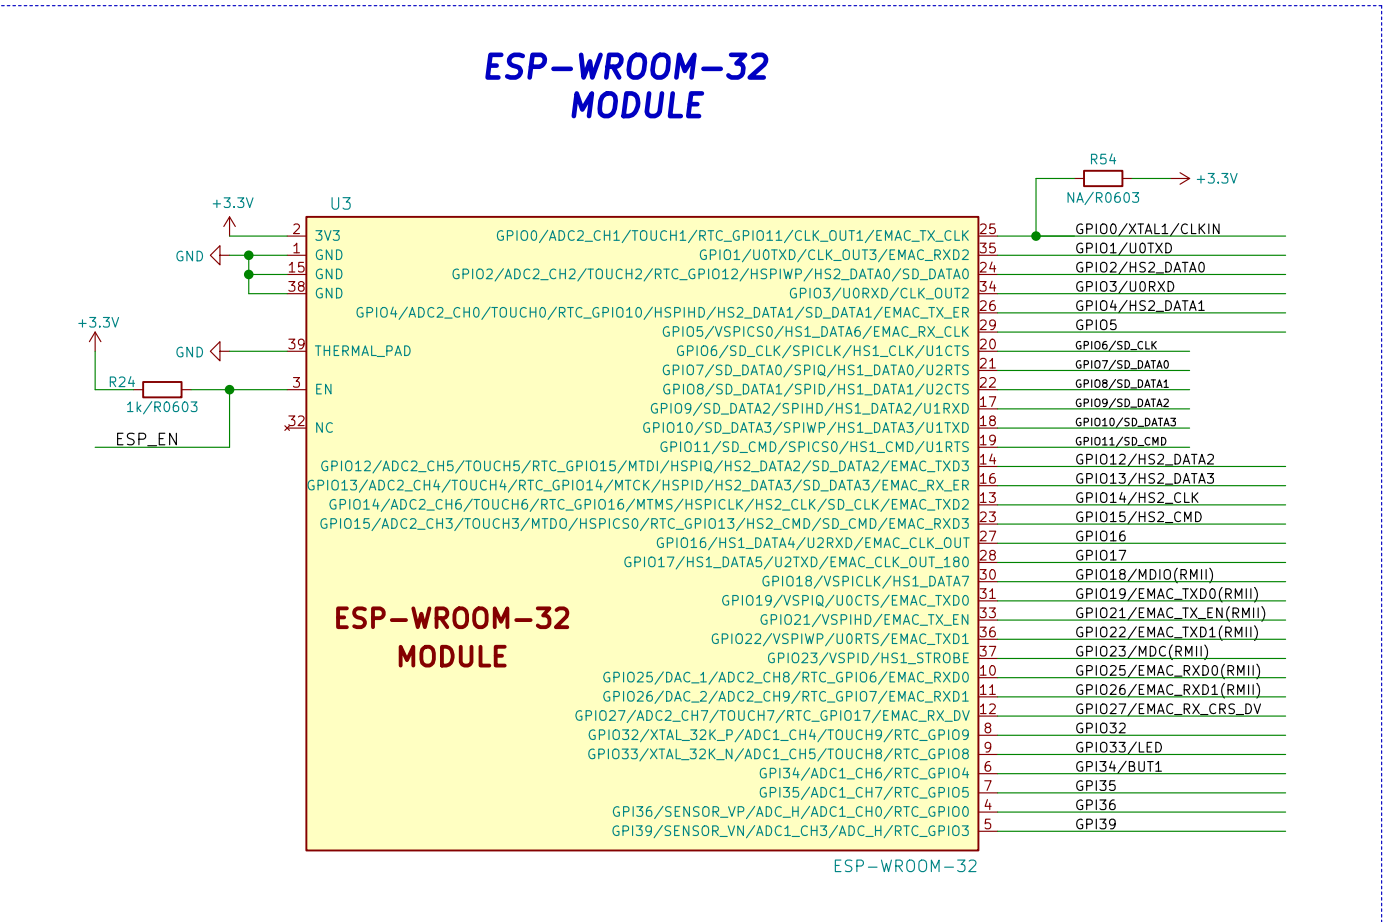 ESP-WROOM-32
MODULE
R54
+3.3V
NA/R0603
+3.3V
U3
2
3V3
GPIO0/ADC2_CH1/TOUCH1/RTC_GPIO11/CLK_OUT1/EMAC_TX_CLK
25
GPIO0/XTAL1/CLKIN
GND
1
GND
GPIO1/U0TXD/CLK_OUT3/EMAC_RXD2
35
GPIO1/U0TXD
15
GND
GPIO2/ADC2_CH2/TOUCH2/RTC_GPIO12/HSPIWP/HS2_DATA0/SD_DATA0
24
GPIO2/HS2_DATA0
38
GND
GPIO3/U0RXD/CLK_OUT2
34
GPIO3/U0RXD
GPIO4/ADC2_CH0/TOUCH0/RTC_GPIO10/HSPIHD/HS2_DATA1/SD_DATA1/EMAC_TX_ER
26
GPIO4/HS2_DATA1
+3.3V
GPIO5/VSPICS0/HS1_DATA6/EMAC_RX_CLK
29
GPIO5
GND
39
THERMAL_PAD
GPIO6/SD_CLK/SPICLK/HS1_CLK/U1CTS
20
GPIO6/SD_CLK
GPIO7/SD_DATA0/SPIQ/HS1_DATA0/U2RTS
21
GPIO7/SD_DATA0
R24
1k/R0603
3
EN
GPIO8/SD_DATA1/SPID/HS1_DATA1/U2CTS
22
GPIO8/SD_DATA1
GPIO9/SD_DATA2/SPIHD/HS1_DATA2/U1RXD
17
GPIO9/SD_DATA2
32
NC
GPIO10/SD_DATA3/SPIWP/HS1_DATA3/U1TXD
18
GPIO10/SD_DATA3
ESP_EN
GPIO11/SD_CMD/SPICS0/HS1_CMD/U1RTS
19
GPIO11/SD_CMD
GPIO12/ADC2_CH5/TOUCH5/RTC_GPIO15/MTDI/HSPIQ/HS2_DATA2/SD_DATA2/EMAC_TXD3
14
GPIO12/HS2_DATA2
GPIO13/ADC2_CH4/TOUCH4/RTC_GPIO14/MTCK/HSPID/HS2_DATA3/SD_DATA3/EMAC_RX_ER
16
GPIO13/HS2_DATA3
GPIO14/ADC2_CH6/TOUCH6/RTC_GPIO16/MTMS/HSPICLK/HS2_CLK/SD_CLK/EMAC_TXD2
13
GPIO14/HS2_CLK
GPIO15/ADC2_CH3/TOUCH3/MTDO/HSPICS0/RTC_GPIO13/HS2_CMD/SD_CMD/EMAC_RXD3
23
GPIO15/HS2_CMD
GPIO16/HS1_DATA4/U2RXD/EMAC_CLK_OUT
27
GPIO16
GPIO17/HS1_DATA5/U2TXD/EMAC_CLK_OUT_180
28
GPIO17
GPIO18/VSPICLK/HS1_DATA7
30
GPIO18/MDIO(RMII)
GPIO19/VSPIQ/U0CTS/EMAC_TXD0
31
GPIO19/EMAC_TXD0(RMII)
GPIO21/VSPIHD/EMAC_TX_EN
33
GPIO21/EMAC_TX_EN(RMII)
GPIO22/VSPIWP/U0RTS/EMAC_TXD1
36
GPIO22/EMAC_TXD1(RMII)
GPIO23/VSPID/HS1_STROBE
37
GPIO23/MDC(RMII)
GPIO25/DAC_1/ADC2_CH8/RTC_GPIO6/EMAC_RXD0
10
GPIO25/EMAC_RXD0(RMII)
GPIO26/DAC_2/ADC2_CH9/RTC_GPIO7/EMAC_RXD1
11
GPIO26/EMAC_RXD1(RMII)
GPIO27/ADC2_CH7/TOUCH7/RTC_GPIO17/EMAC_RX_DV
12
GPIO27/EMAC_RX_CRS_DV
GPIO32/XTAL_32K_P/ADC1_CH4/TOUCH9/RTC_GPIO9
8
GPIO32
GPIO33/XTAL_32K_N/ADC1_CH5/TOUCH8/RTC_GPIO8
9
GPIO33/LED
GPI34/ADC1_CH6/RTC_GPIO4
6
GPI34/BUT1
GPI35/ADC1_CH7/RTC_GPIO5
7
GPI35
GPI36/SENSOR_VP/ADC_H/ADC1_CH0/RTC_GPIO0
4
GPI36
GPI39/SENSOR_VN/ADC1_CH3/ADC_H/RTC_GPIO3
5
GPI39
ESP-WROOM-32
MODULE
ESP-WROOM-32